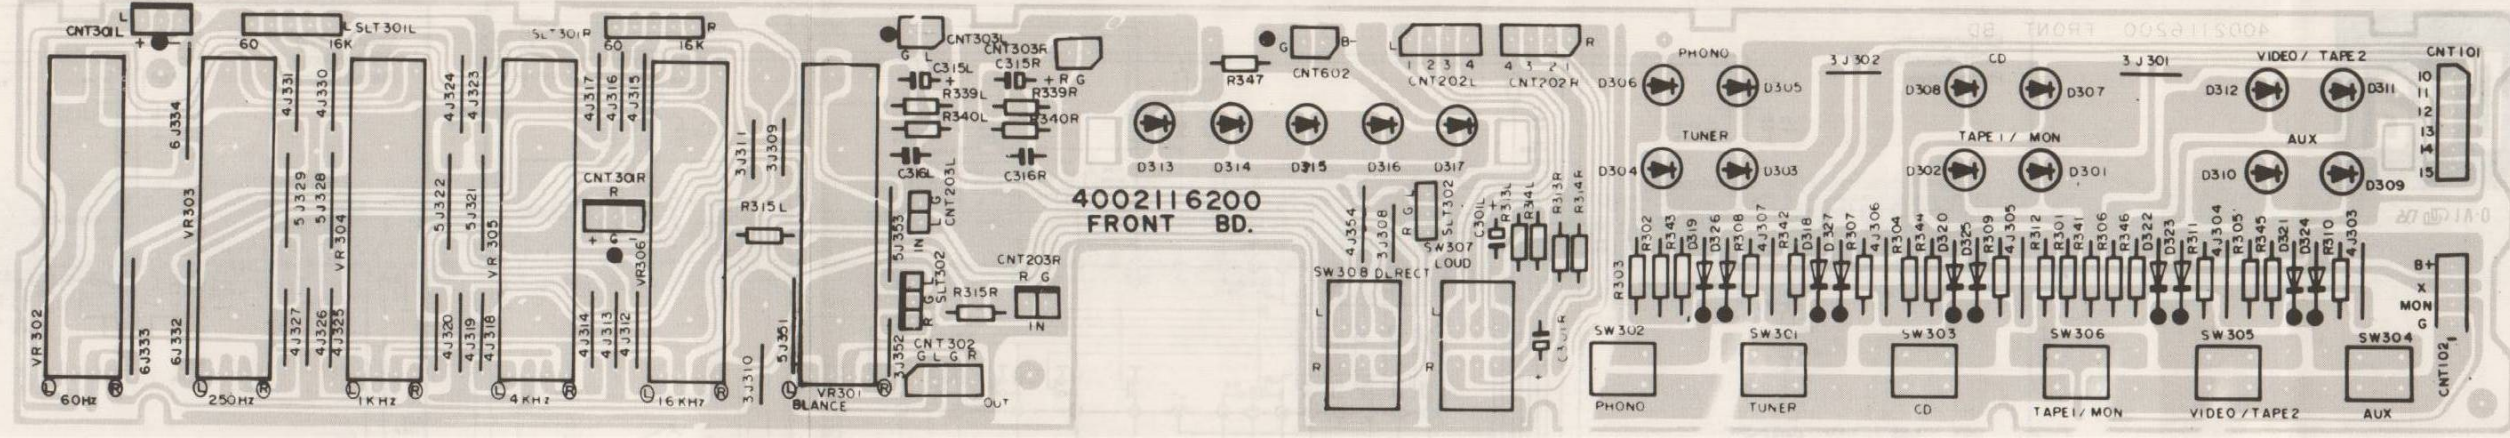 CNT301L
L
+ -
L SLT301L
60 16K
SLT301R
R
60 16K
CNT303L
G L
CNT303R
R G
C315L
C315R
+
+
R339L
R339R
R340L
R340R
C316L
C316R
R347
G B-
CNT602
L
1 2 3 4
CNT202L
R
4 3 2 1
CNT202R
PHONO
D306
D305
3J302
CD
D308
D307
3J301
VIDEO/ TAPE2
D312
D311
CNT101
10
11
12
13
14
15
TUNER
D304
D303
TAPE1/ MON
D302
D301
AUX
D310
D309
D313
D314
D315
D316
D317
4002116200
FRONT BD.
6J334
4J331
4J330
4J324
4J323
4J317
4J316
4J315
3J311
3J309
VR303
5J329
5J328
VR304
5J322
5J321
VR305
CNT301R
R
+ -
VR306
R315L
5J353
CNT203L
G
L
IN
SLT302
L
G
R
R315R
CNT203R
R G
IN
VR302
6J333
6J332
4J327
4J326
4J325
4J320
4J319
4J318
4J314
4J313
4J312
3J310
5J351
3J352
CNT302
G L G R
OUT
L R
60HZ
L R
250HZ
L R
1KHZ
L R
4KHZ
L R
16KHZ
L R
VR301
BLANCE
4J354
3J308
L
G
R
SLT302
SW307
LOUD
SW308 DIRECT
L
R
L
R
C301L
+
R313L
R314L
R313R
R314R
C301R
+
R303
R302
R343
D319
D326
R308
4J307
R342
D318
D327
R307
4J306
R304
R344
D320
D325
R309
4J305
R312
R301
R341
R306
R346
D322
D323
R311
4J304
R305
R345
D321
D324
R310
4J303
B+
X
MON
G
CNT102
SW302
PHONO
SW301
TUNER
SW303
CD
SW306
TAPE1/ MON
SW305
VIDEO/TAPE2
SW304
AUX
4002116200 FRONT BD